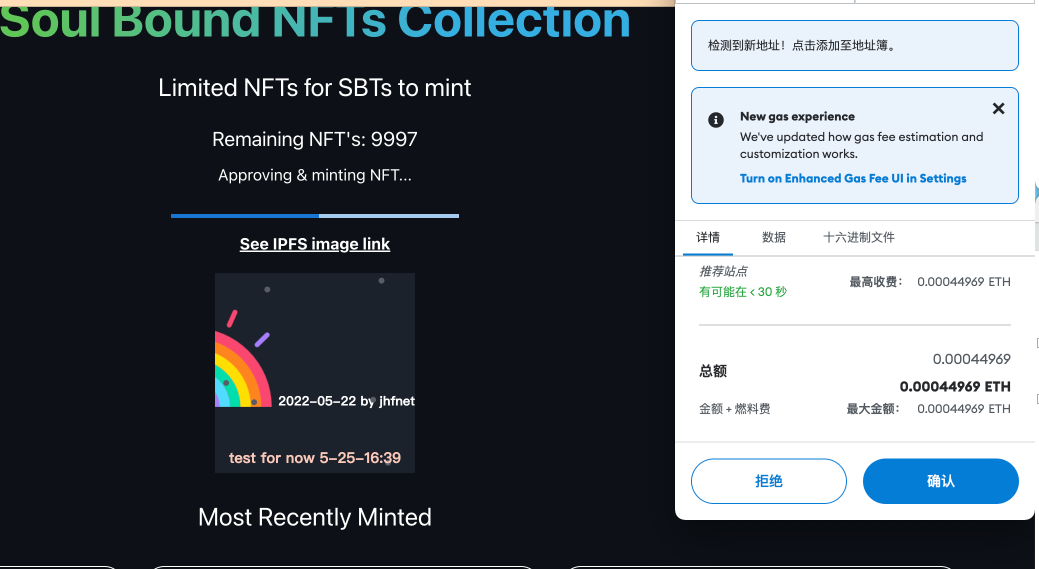 Soul Bound NFTs Collection
Limited NFTs for SBTs to mint
Remaining NFT's: 9997
Approving & minting NFT...
See IPFS image link
2022–05–22 by jhfnet
test for now 5–25–16:39
Most Recently Minted
检测到新地址！点击添加至地址簿。
New gas experience
We've updated how gas fee estimation and
customization works.
Turn on Enhanced Gas Fee UI in Settings
详情 数据 十六进制文件
推荐站点
有可能在 < 30 秒
最高收费： 0.00044969 ETH
0.00044969
总额
0.00044969 ETH
金额 + 燃料费 最大金额： 0.00044969 ETH
拒绝 确认